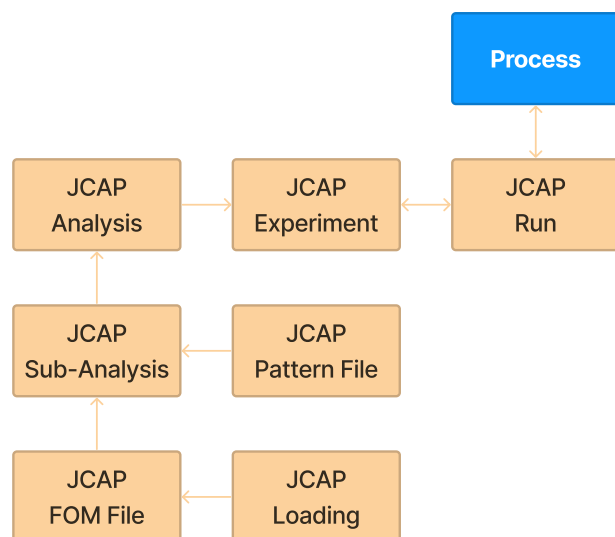 Process
JCAP
Analysis
JCAP
Experiment
JCAP
Run
JCAP
Sub-Analysis
JCAP
Pattern File
JCAP
FOM File
JCAP
Loading